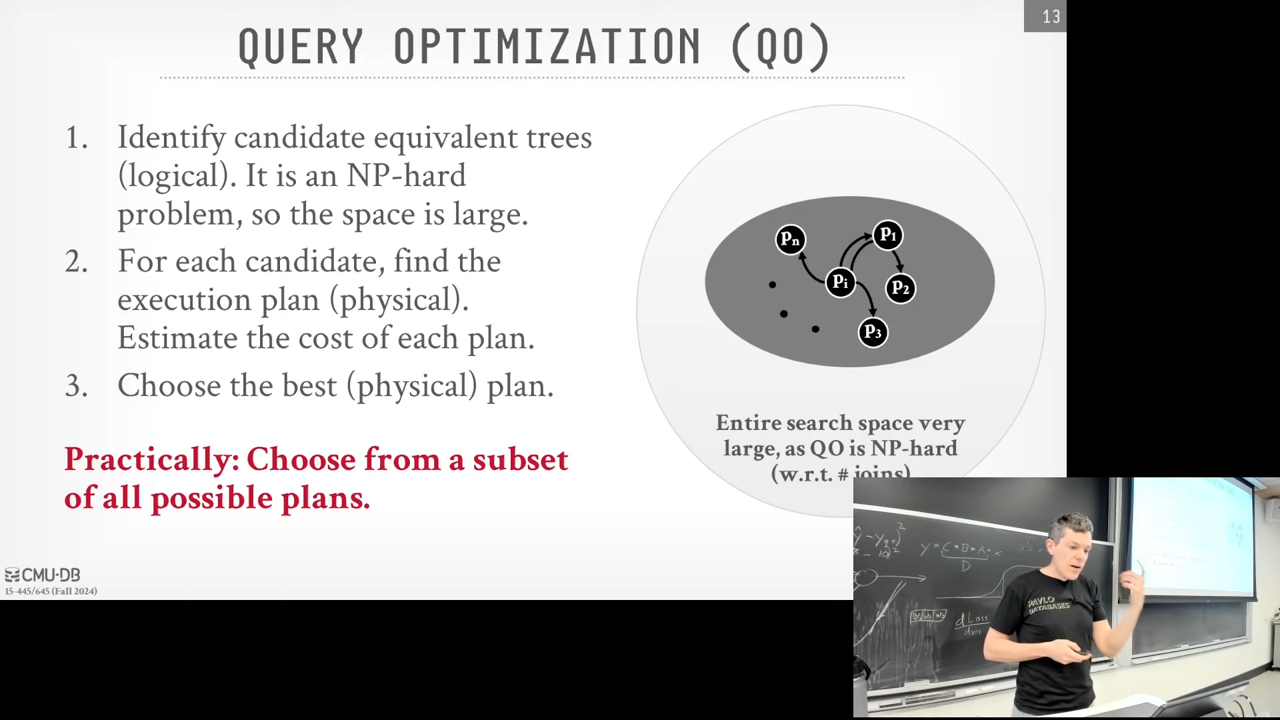 13
QUERY OPTIMIZATION (QO)
1. Identify candidate equivalent trees
(logical). It is an NP-hard
problem, so the space is large.
2. For each candidate, find the
execution plan (physical).
Estimate the cost of each plan.
3. Choose the best (physical) plan.
Practically: Choose from a subset
of all possible plans.
pn
p1
pi
p2
p3
Entire search space very
large, as QO is NP-hard
(w.r.t. # joins)
CMU·DB
15-445/645 (Fall 2024)
PAVLO
DATABASES